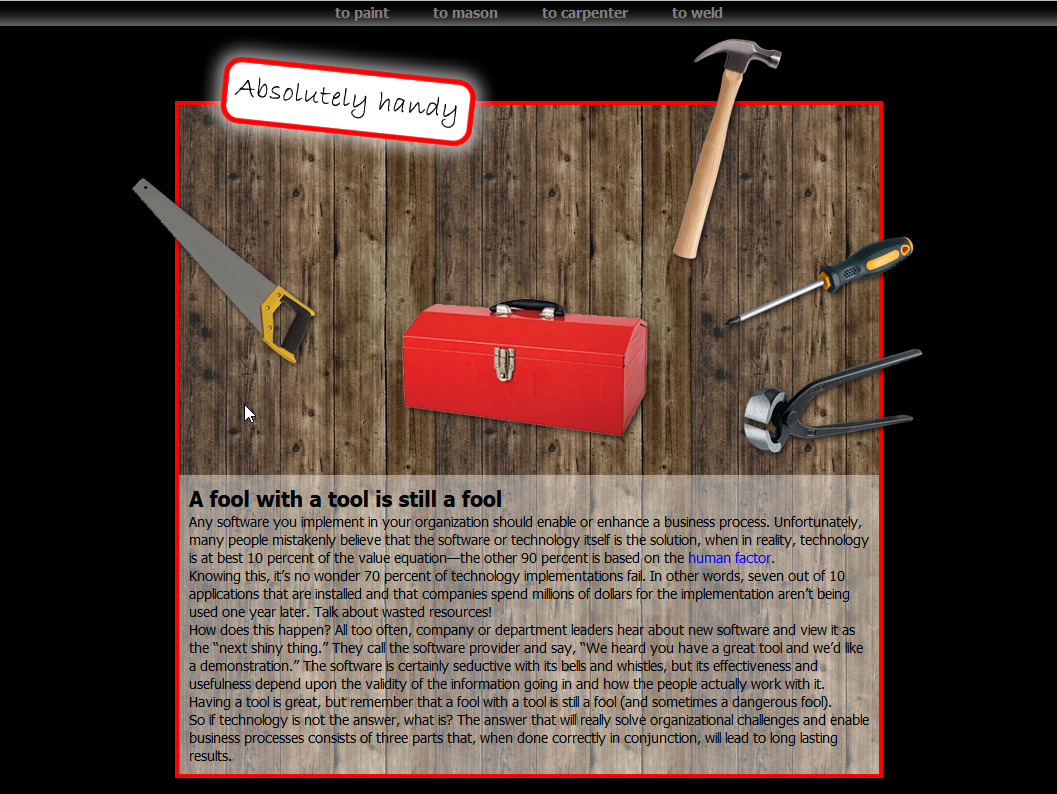 to paint to mason to carpenter to weld
Absolutely handy
A fool with a tool is still a fool
Any software you implement in your organization should enable or enhance a business process. Unfortunately,
many people mistakenly believe that the software or technology itself is the solution, when in reality, technology
is at best 10 percent of the value equation—the other 90 percent is based on the human factor.
Knowing this, it’s no wonder 70 percent of technology implementations fail. In other words, seven out of 10
applications that are installed and that companies spend millions of dollars for the implementation aren’t being
used one year later. Talk about wasted resources!
How does this happen? All too often, company or department leaders hear about new software and view it as
the “next shiny thing.” They call the software provider and say, “We heard you have a great tool and we’d like
a demonstration.” The software is certainly seductive with its bells and whistles, but its effectiveness and
usefulness depend upon the validity of the information going in and how the people actually work with it.
Having a tool is great, but remember that a fool with a tool is still a fool (and sometimes a dangerous fool).
So if technology is not the answer, what is? The answer that will really solve organizational challenges and enable
business processes consists of three parts that, when done correctly in conjunction, will lead to long lasting
results.